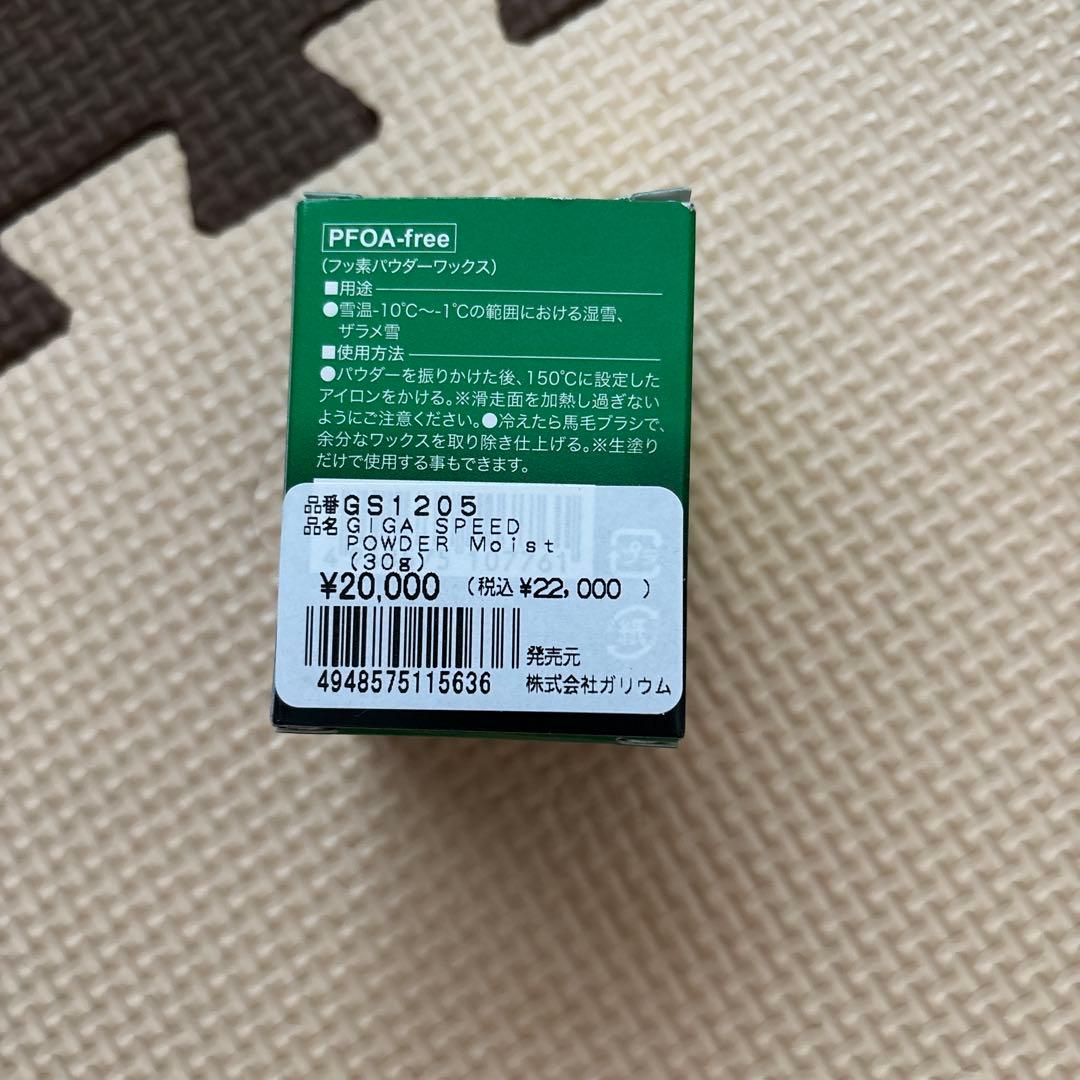 PFOA-free
(フッ素パウダーワックス)
■用途
●雪温-10℃〜-1℃の範囲における湿雪、
ザラメ雪
■使用方法
●パウダーを振りかけた後、150℃に設定した
アイロンをかける。※滑走面を加熱し過ぎない
ようにご注意ください。●冷えたら馬毛ブラシで、
余分なワックスを取り除き仕上げる。※生塗り
だけで使用する事もできます。
品番GS1205
品名 GIGA SPEED
POWDER Moist
(30g)
¥20,000 (税込 ¥22,000 )
発売元
4948575115636 株式会社ガリウム